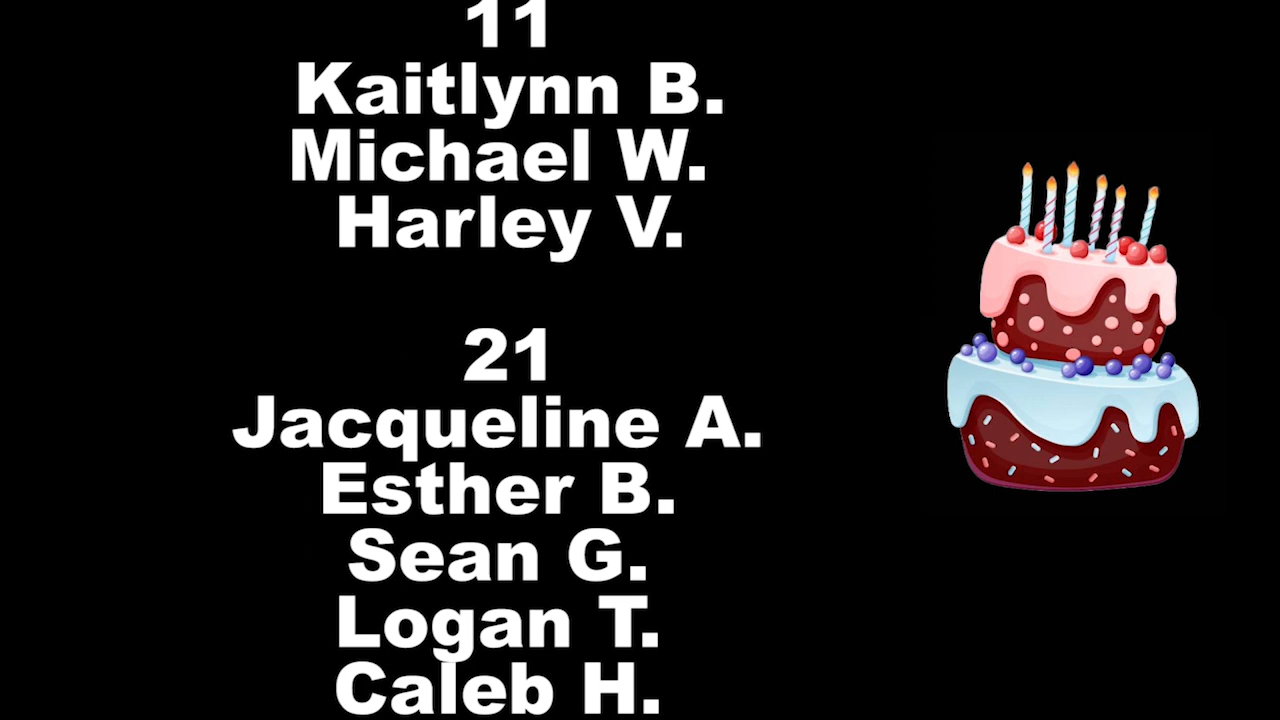 11
Kaitlynn B.
Michael W.
Harley V.
21
Jacqueline A.
Esther B.
Sean G.
Logan T.
Caleb H.